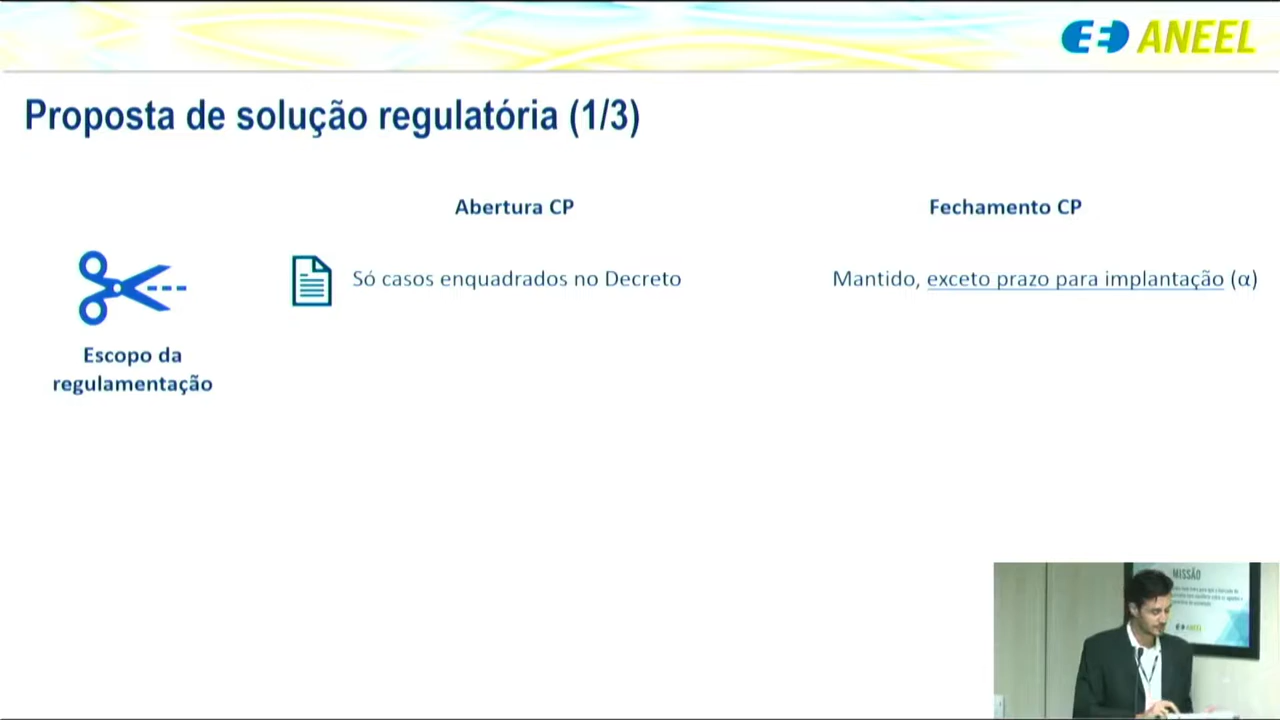 ANEEL
Proposta de solução regulatória (1/3)
Abertura CP
Fechamento CP
Só casos enquadrados no Decreto
Mantido, exceto prazo para implantação (α)
Escopo da
regulamentação
MISSÃO
ANEEL